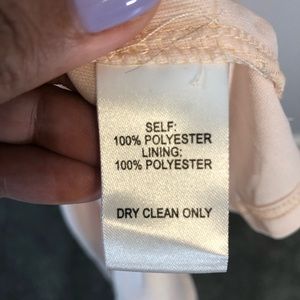 SELF:
100% POLYESTER
LINING:
100% POLYESTER
DRY CLEAN ONLY